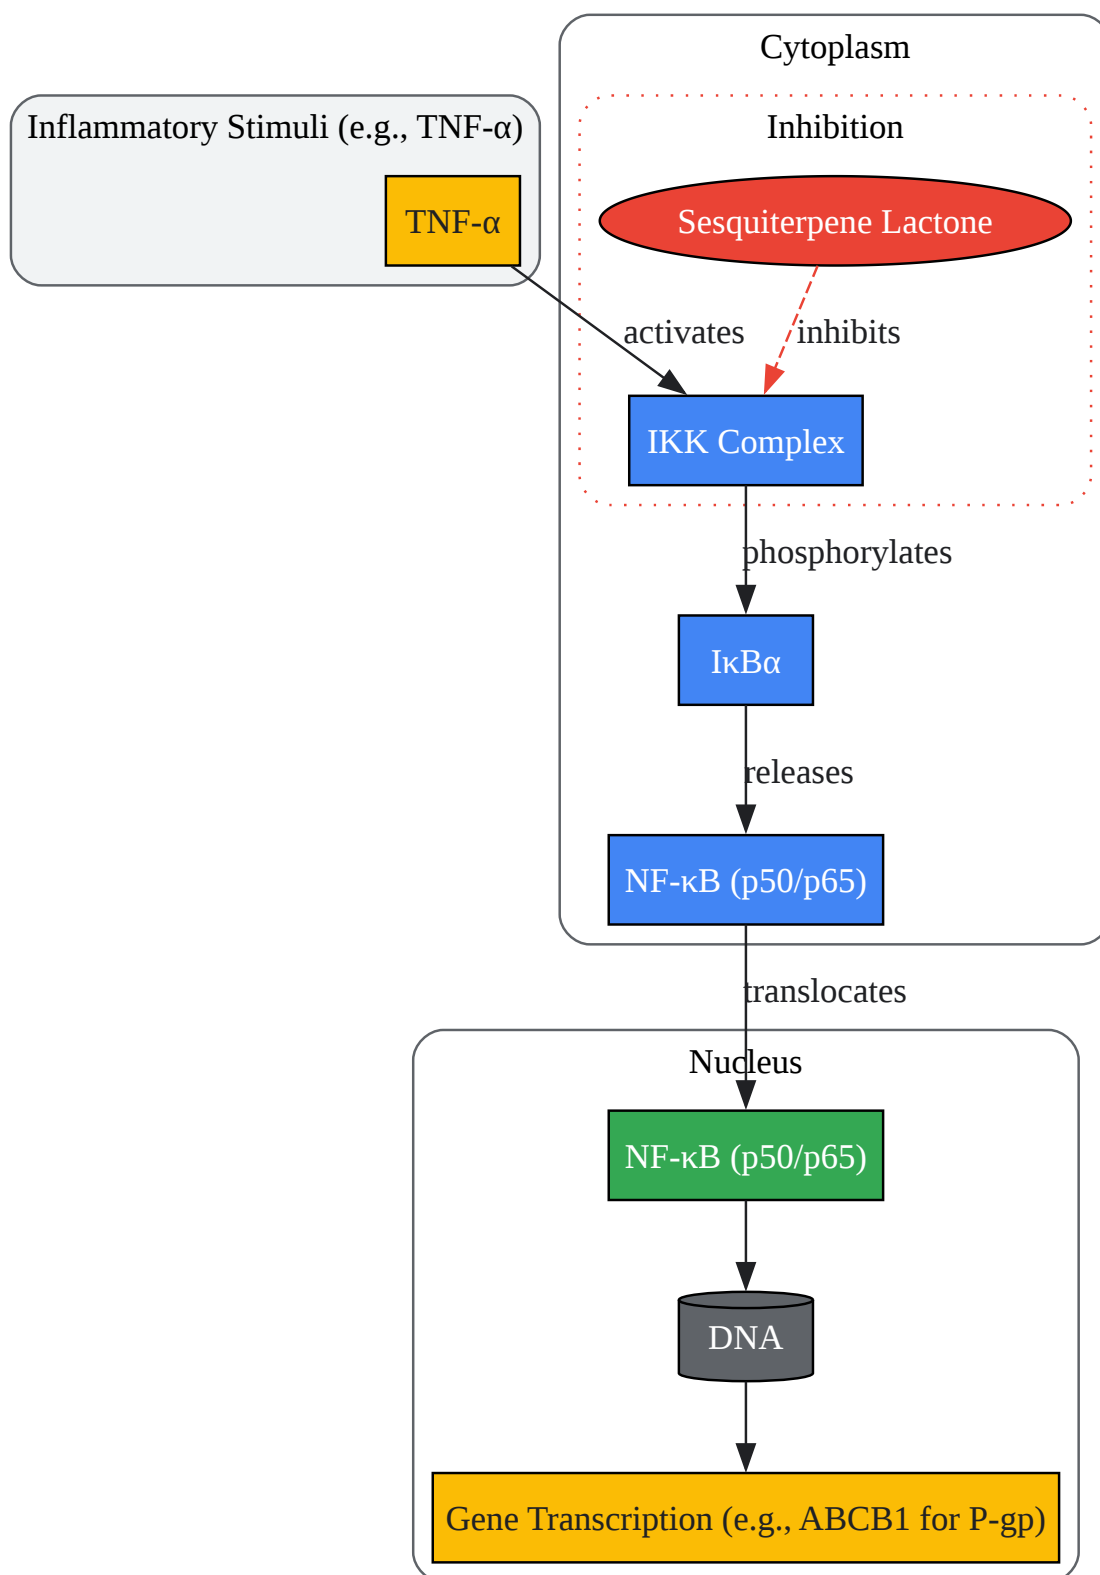 Cytoplasm
Inflammatory Stimuli (e.g., TNF-α)
Inhibition
TNF-α
Sesquiterpene Lactone
activates
inhibits
IKK Complex
phosphorylates
IκBα
releases
NF-κB (p50/p65)
translocates
Nucleus
NF-κB (p50/p65)
DNA
Gene Transcription (e.g., ABCB1 for P-gp)